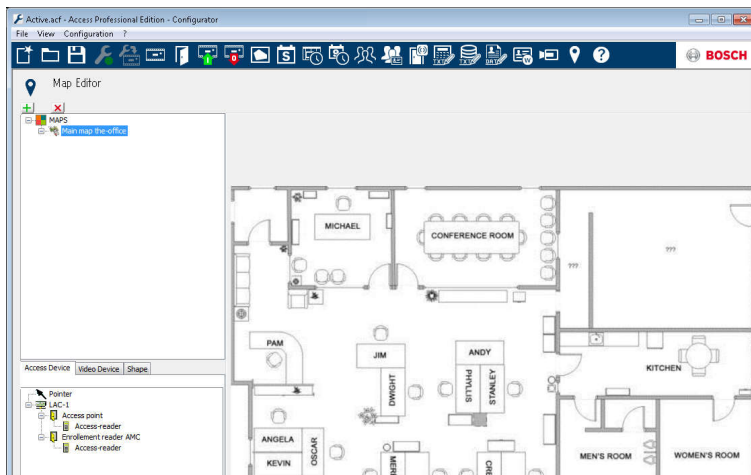 Active.acf - Access Professional Edition - Configurator
File View Configuration ?
BOSCH
Map Editor
MAPS
Main map the-office
MICHAEL
CONFERENCE ROOM
???
???
PAM
JIM
ANDY
KITCHEN
DWIGHT
PHYLLIS
STANLEY
Access Device Video Device Shape
Pointer
LAC-1
Access point
Access-reader
Enrollement reader AMC
Access-reader
ANGELA
OSCAR
KEVIN
MEN'S ROOM
WOMEN'S ROOM